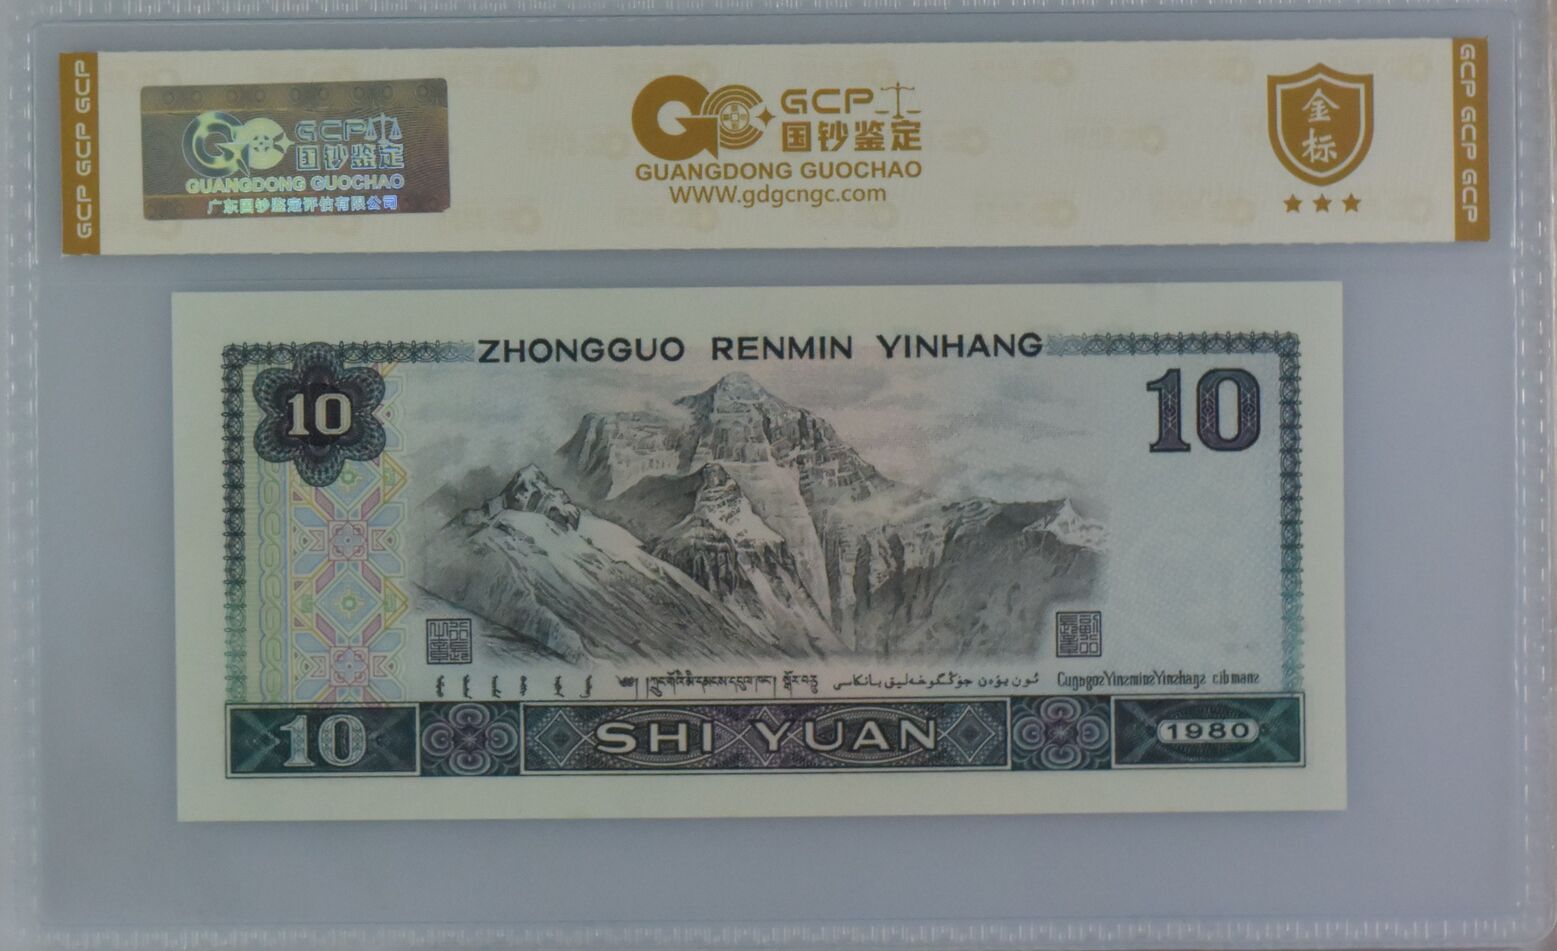 GCP GCP GCP
GCP
国钞鉴定
GUANGDONG GUOCHAO
广东国钞鉴定评估有限公司
GCP
国钞鉴定
GUANGDONG GUOCHAO
WWW.gdgcngc.com
金
标
GCP GCP GCP
ZHONGGUO RENMIN YINHANG
10
10
SHI YUAN
10
1980